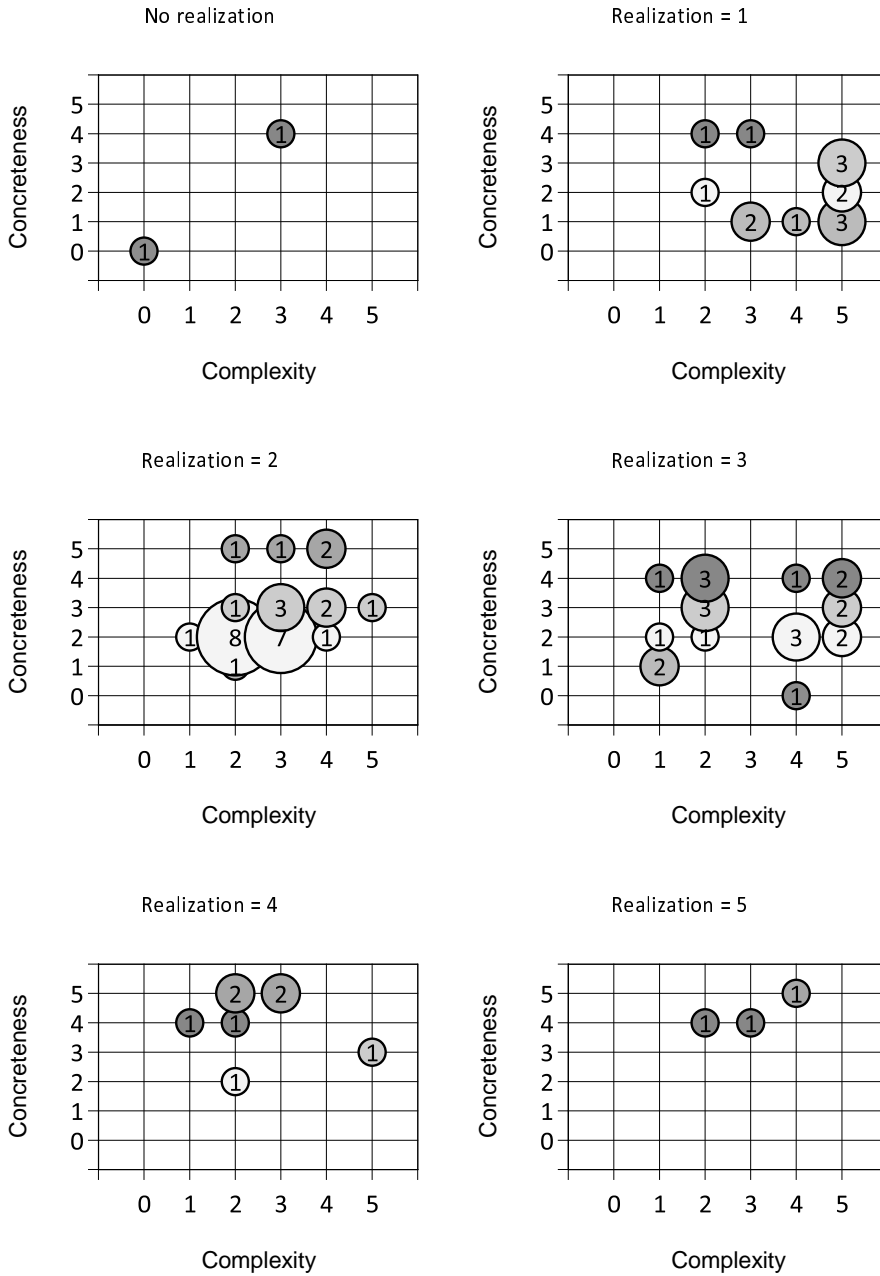 No realization
Realization = 1
Concreteness
5
4
3
2
1
0
1
1
0 1 2 3 4 5
Complexity
Concreteness
5
4
3
2
1
0
1 1
3
1 2
2 1 3
0 1 2 3 4 5
Complexity
Realization = 2
Realization = 3
Concreteness
5
4
3
2
1
0
1 1 2
1 3 2 1
1 8 7 1
1
0 1 2 3 4 5
Complexity
Concreteness
5
4
3
2
1
0
1 3 1 2
3 2
1 1 3 2
2
1
0 1 2 3 4 5
Complexity
Realization = 4
Realization = 5
Concreteness
5
4
3
2
1
0
2 2
1 1
1
1
0 1 2 3 4 5
Complexity
Concreteness
5
4
3
2
1
0
1
1 1
0 1 2 3 4 5
Complexity